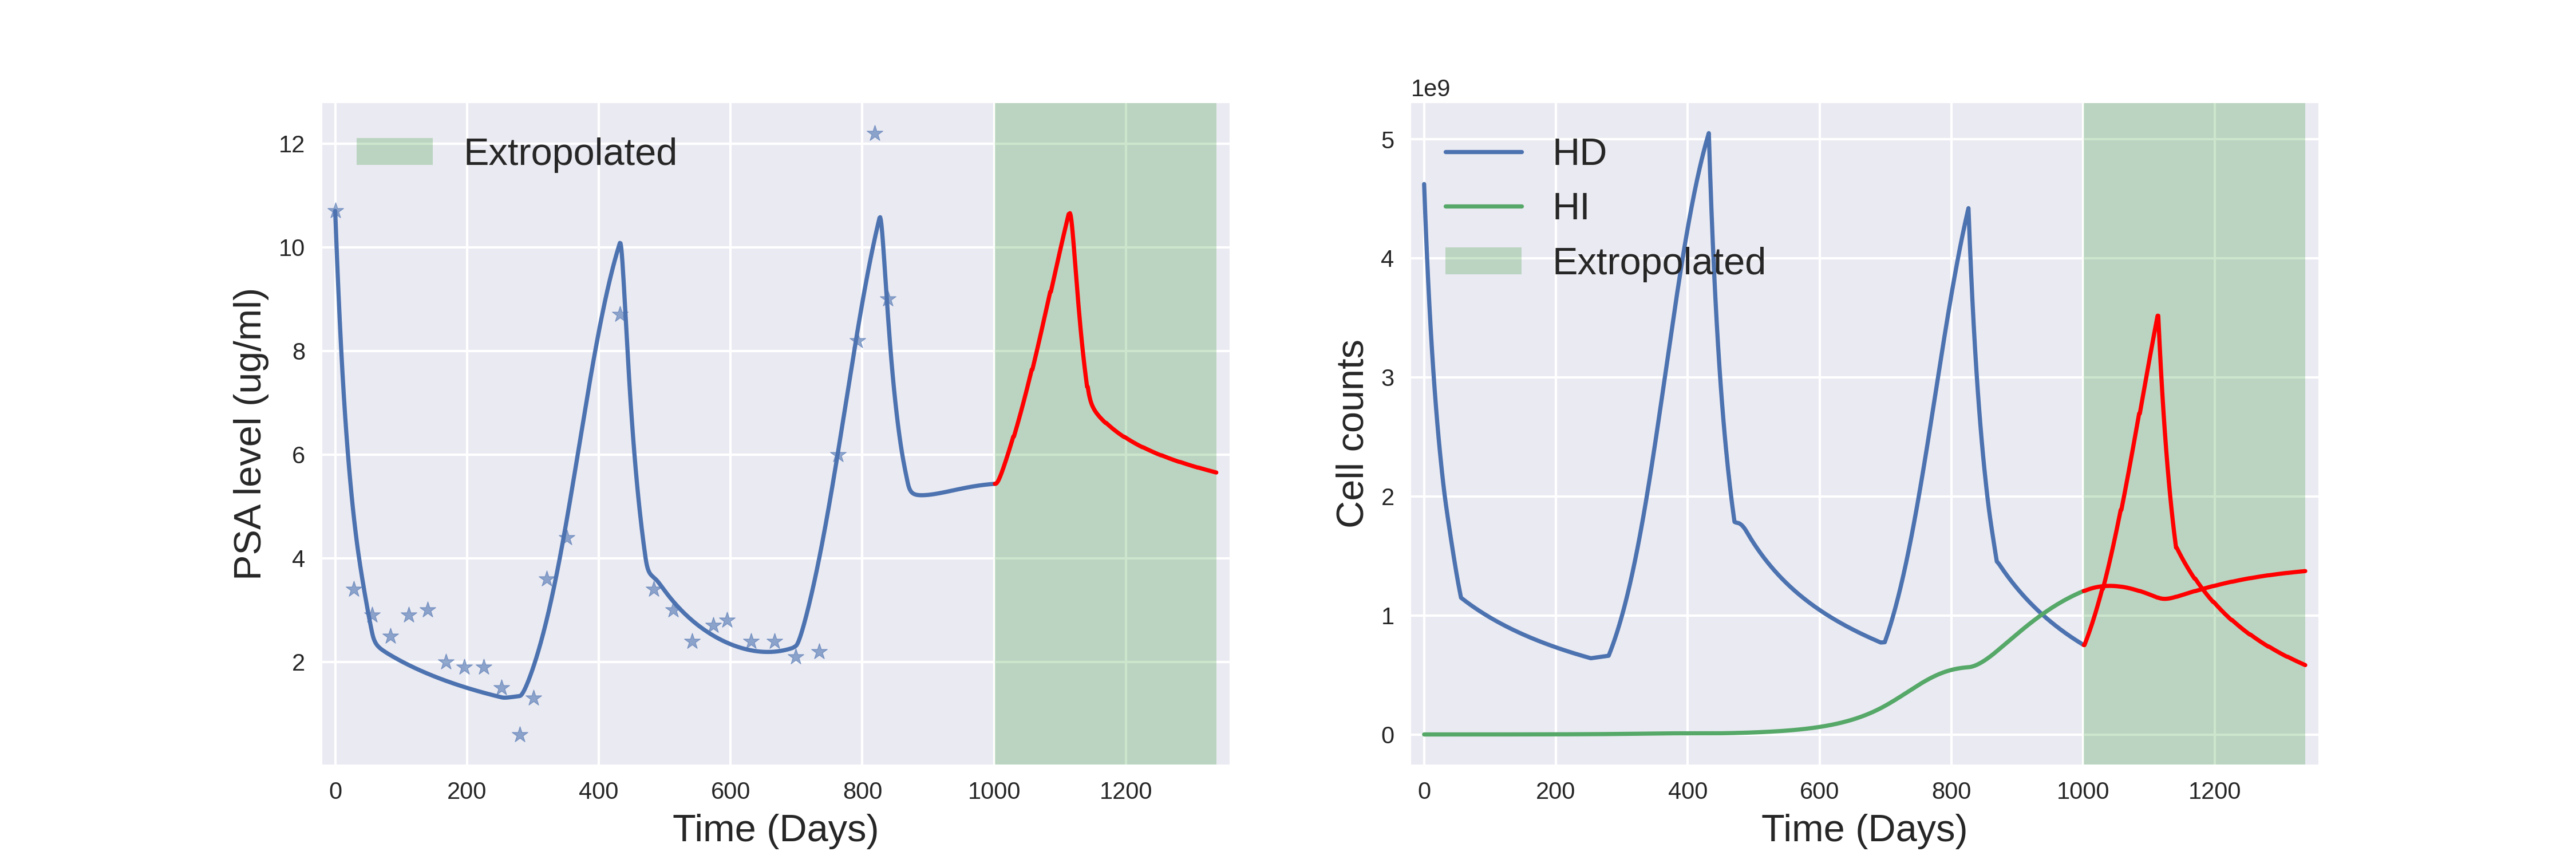 Extropolated
12
10
8
6
4
2
PSA level (ug/ml)
0 200 400 600 800 1000 1200
Time (Days)
1e9
HD
HI
Extropolated
5
4
3
2
1
0
Cell counts
0 200 400 600 800 1000 1200
Time (Days)